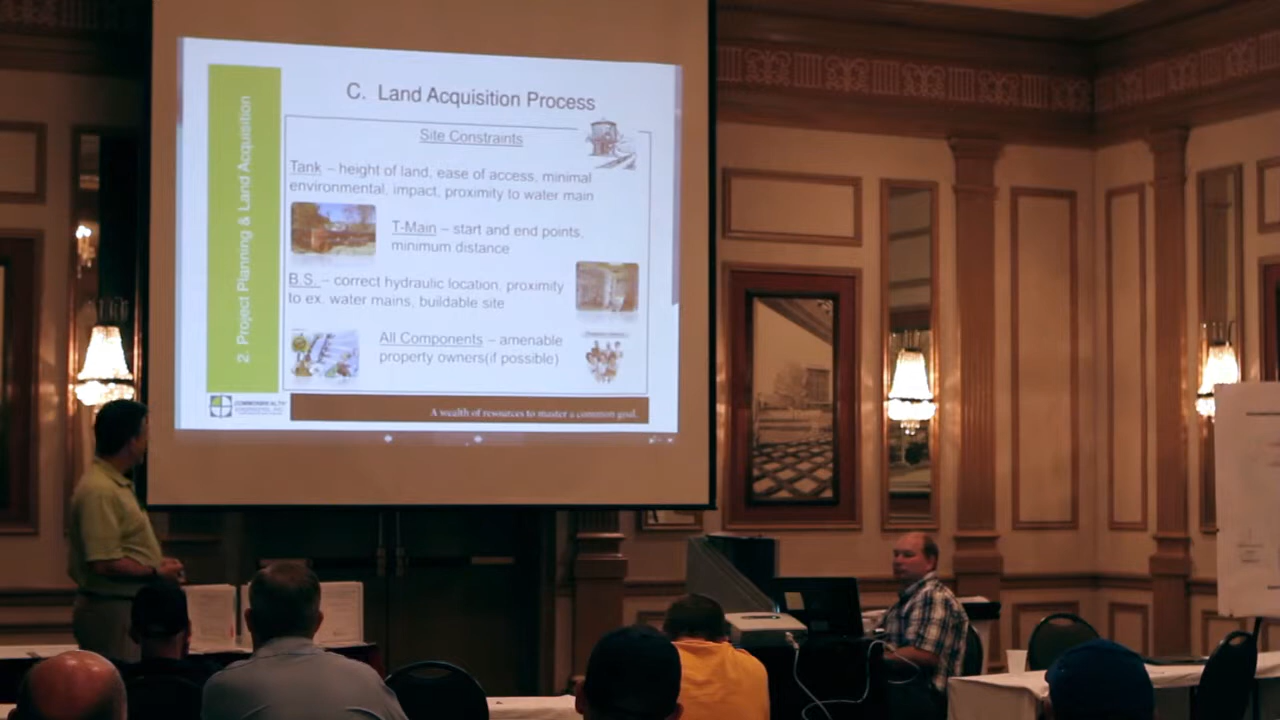 2. Project Planning & Land Acquisition
C. Land Acquisition Process
Site Constraints
Tank – height of land, ease of access, minimal
environmental, impact, proximity to water main
T-Main – start and end points,
minimum distance
B.S. – correct hydraulic location, proximity
to ex. water mains, buildable site
All Components – amenable
property owners(if possible)
COMMONWEALTH
A wealth of resources to master a common goal.